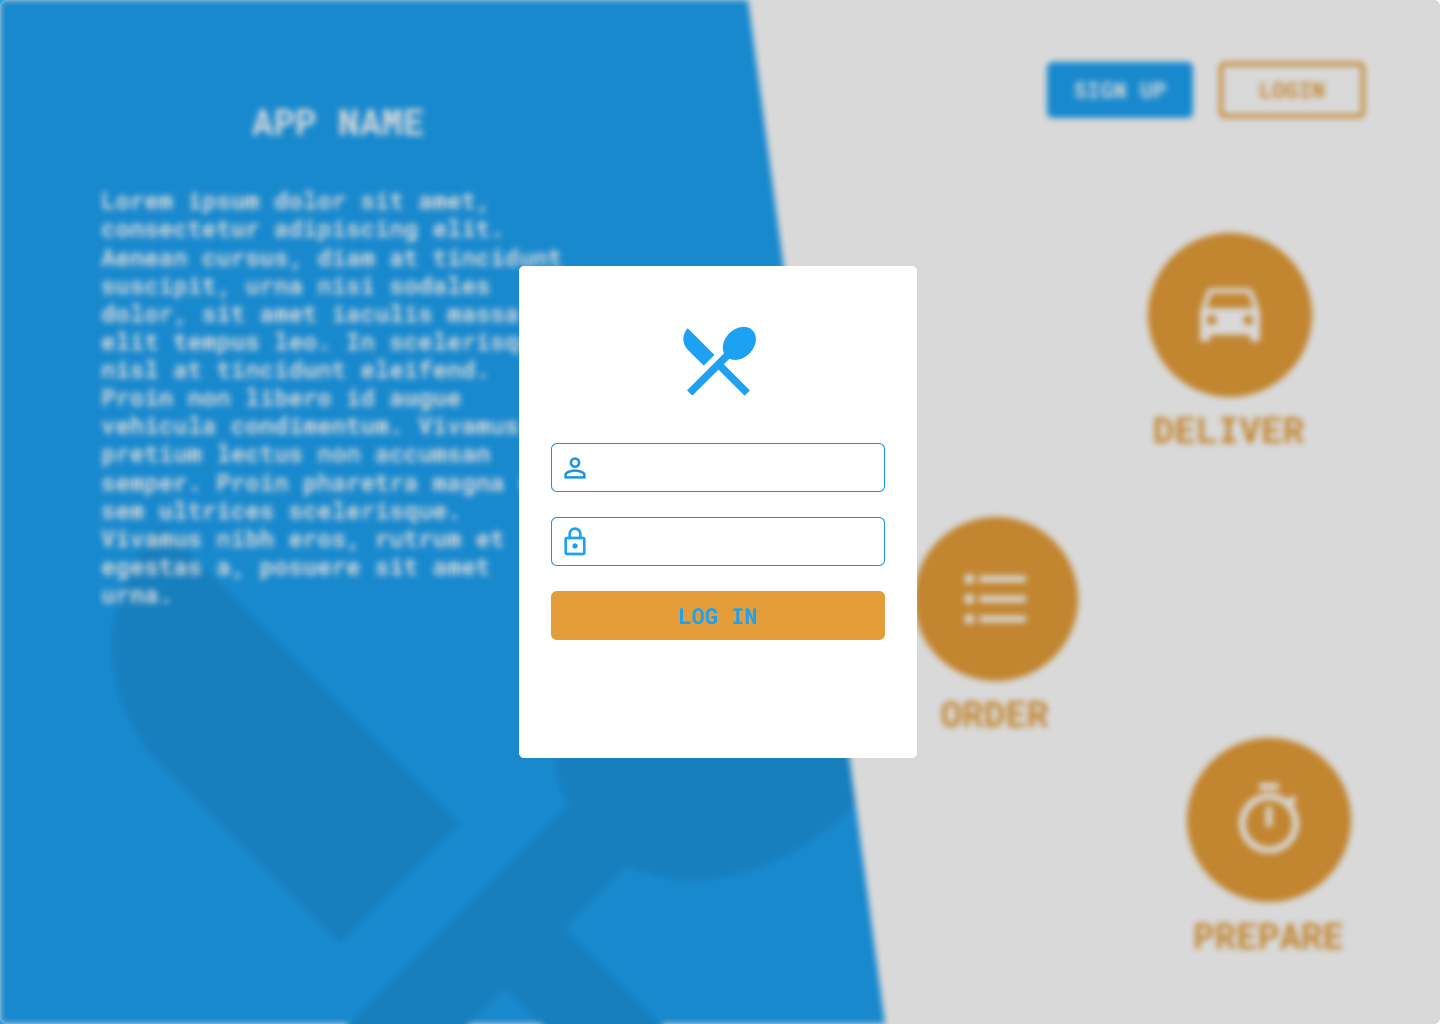 SIGN UP
LOGIN
APP NAME
Lorem ipsum dolor sit amet,
consectetur adipiscing elit.
Aenean cursus, diam at tincidunt
suscipit, urna nisi sodales
dolor, sit amet iaculis massa
elit tempus leo. In
nisl at tincidunt eleifend.
Proin non libero id augue
vehicula condimentum. Vivamus
pretium lectus non accumsan
semper. Proin pharetra magna
sem ultrices scelerisque.
Vivamus nibh eros, rutrum et
egestas a, posuere sit amet
urna.
LOG IN
DELIVER
ORDER
PREPARE